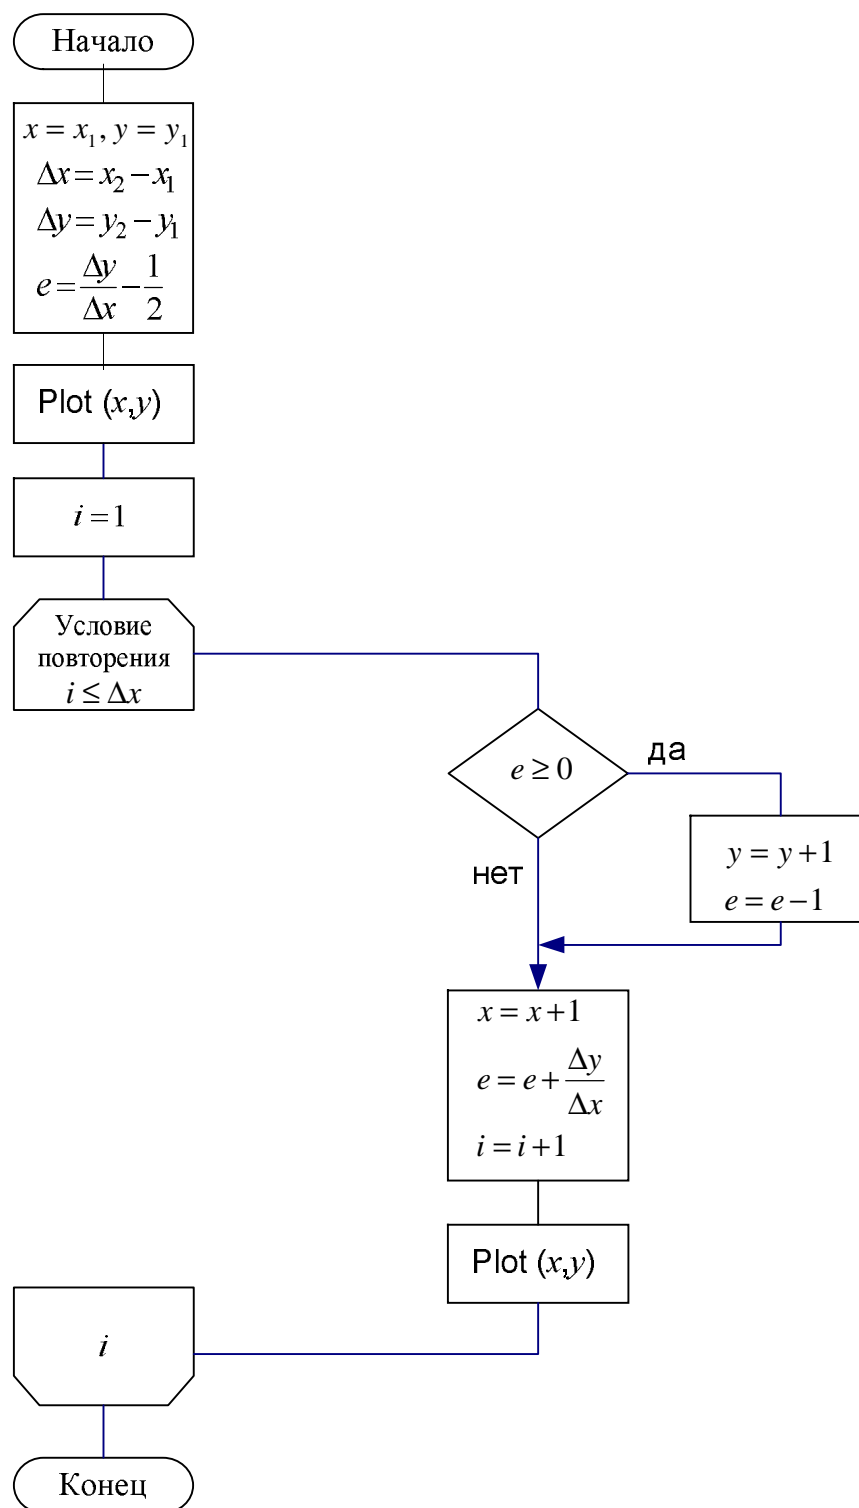 Начало
x = x₁, y = y₁
Δx = x₂ − x₁
Δy = y₂ − y₁
e = Δy/Δx − 1/2
Plot (x,y)
i = 1
Условие
повторения
i ≤ Δx
e ≥ 0
да
y = y + 1
e = e − 1
нет
x = x + 1
e = e + Δy/Δx
i = i + 1
Plot (x,y)
i
Конец